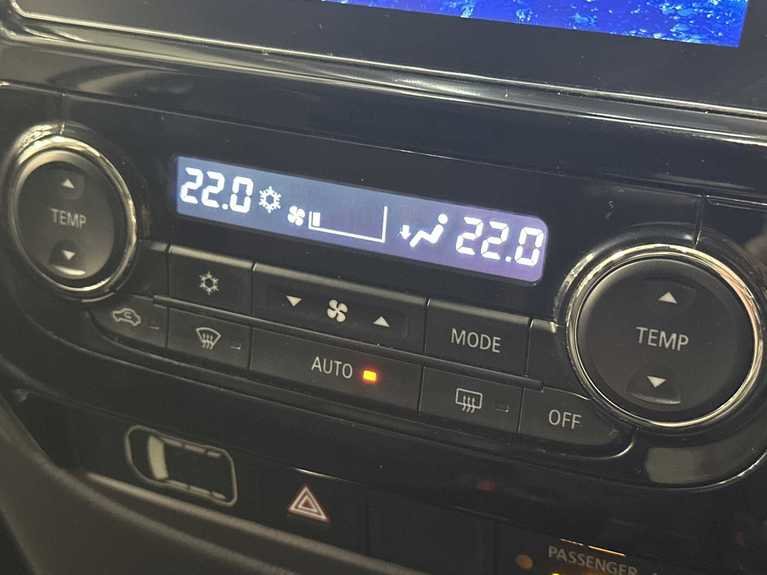 22.0 22.0
TEMP
TEMP
MODE
AUTO
OFF
PASSENGER